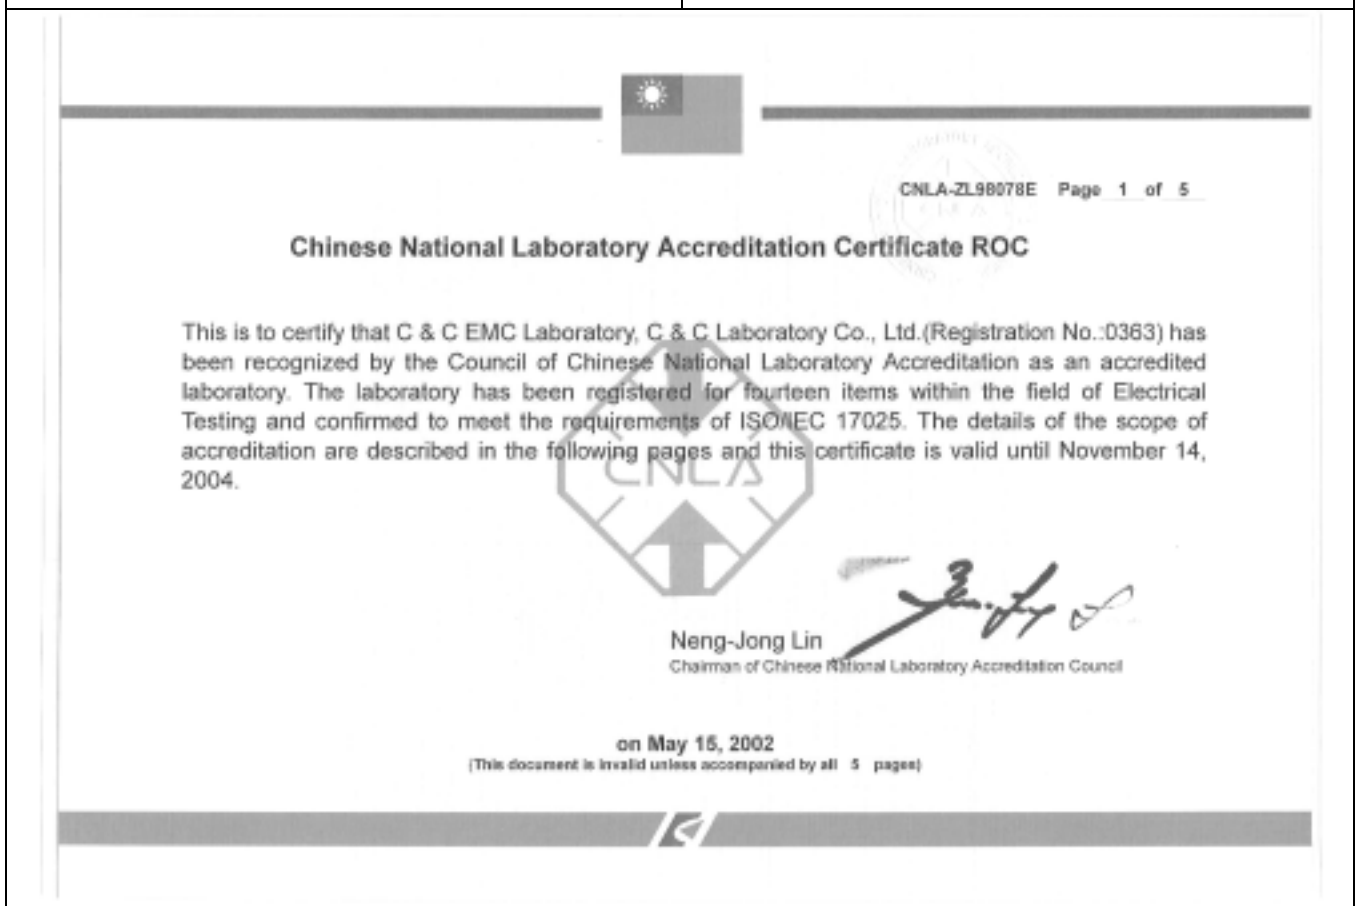 CNLA-ZL98078E Page 1 of 5
Chinese National Laboratory Accreditation Certificate ROC
This is to certify that C & C EMC Laboratory, C & C Laboratory Co., Ltd.(Registration No.:0363) has
been recognized by the Council of Chinese National Laboratory Accreditation as an accredited
laboratory. The laboratory has been registered for fourteen items within the field of Electrical
Testing and confirmed to meet the requirements of ISO/IEC 17025. The details of the scope of
accreditation are described in the following pages and this certificate is valid until November 14,
2004.
CNLA
Neng-Jong Lin
Chairman of Chinese National Laboratory Accreditation Council
on May 15, 2002
(This document is invalid unless accompanied by all 5 pages)